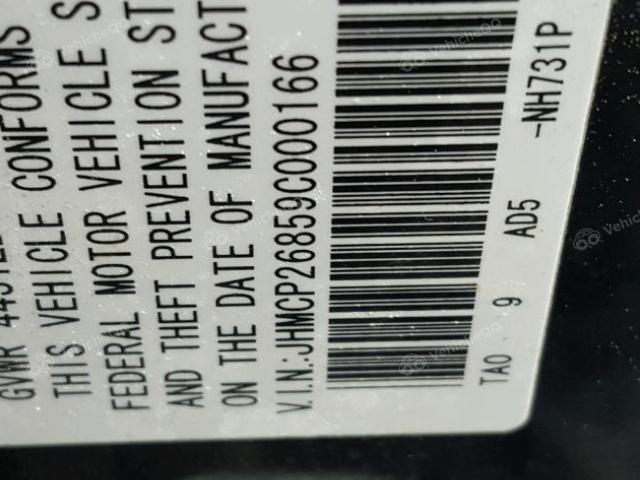 GVWR
THIS VEHICLE CONFORMS
FEDERAL MOTOR VEHICLE S
AND THEFT PREVENTION ST
ON THE DATE OF MANUFACT
V.I.N.:JHMCP26859C000166
TAO 9 AD5 -NH731P
VehicleQQ